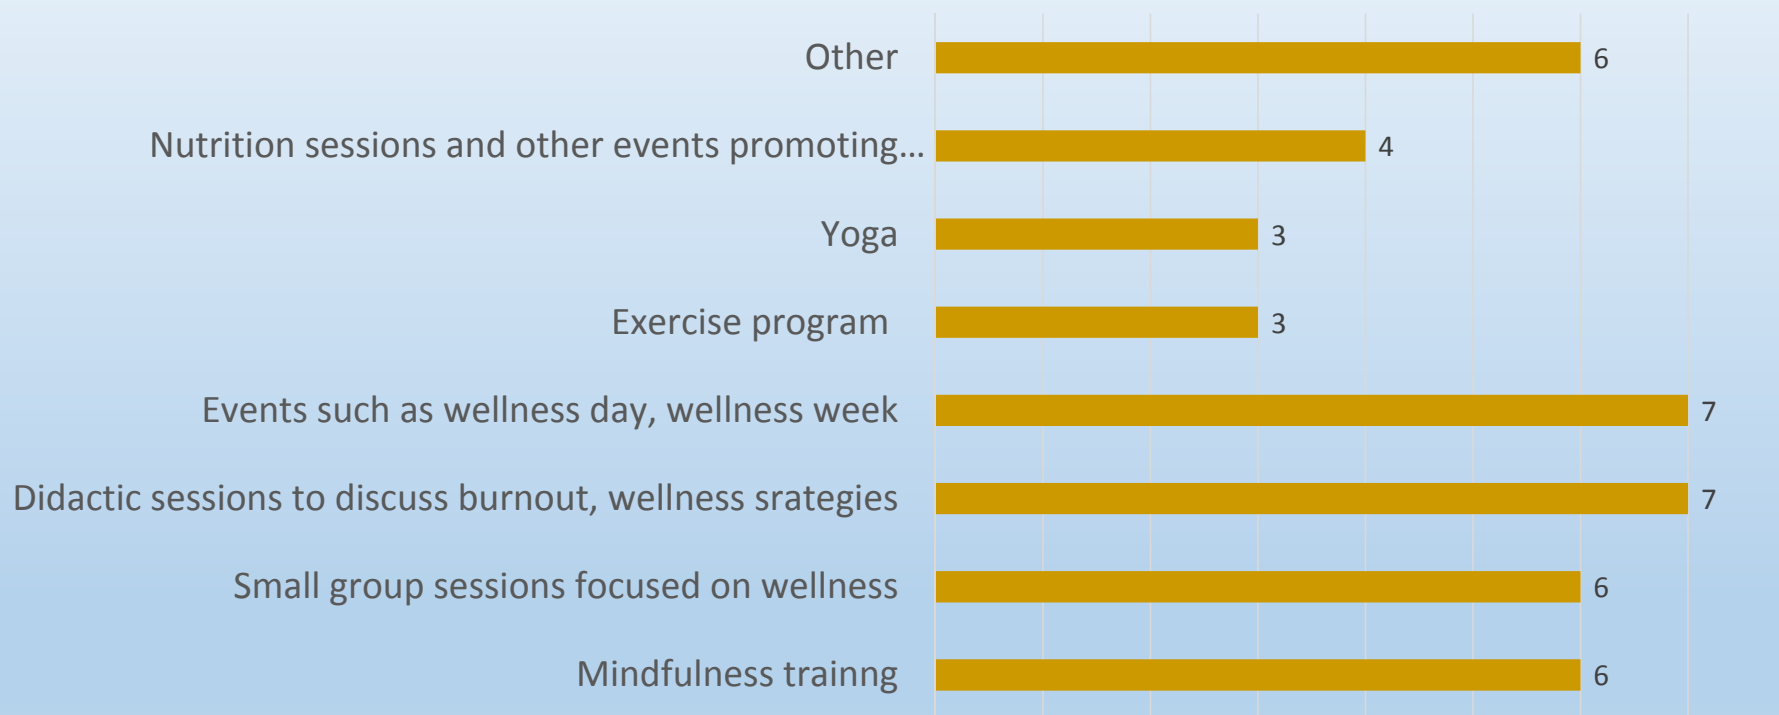 Other 6
Nutrition sessions and other events promoting... 4
Yoga 3
Exercise program 3
Events such as wellness day, wellness week 7
Didactic sessions to discuss burnout, wellness srategies 7
Small group sessions focused on wellness 6
Mindfulness trainng 6